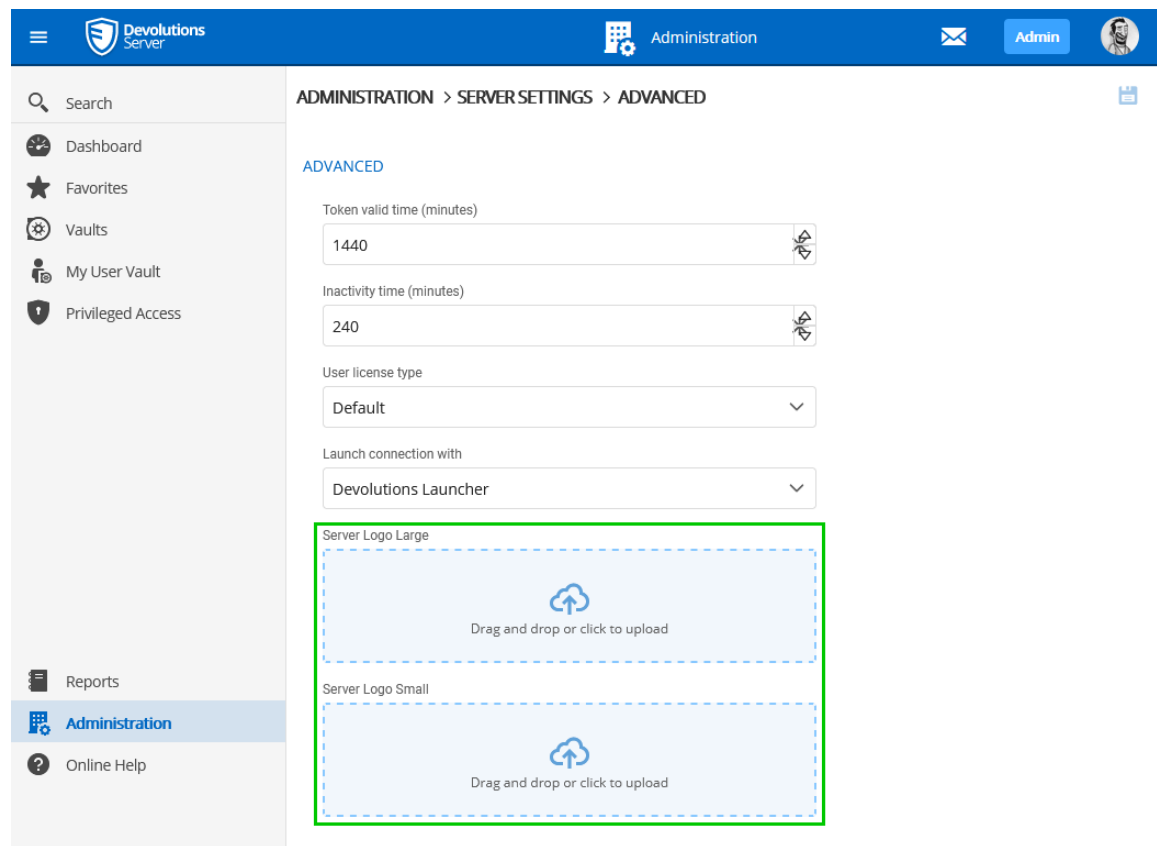 Devolutions
Server
Administration
Admin
Search
Dashboard
Favorites
Vaults
My User Vault
Privileged Access
Reports
Administration
Online Help
ADMINISTRATION > SERVER SETTINGS > ADVANCED
ADVANCED
Token valid time (minutes)
1440
Inactivity time (minutes)
240
User license type
Default
Launch connection with
Devolutions Launcher
Server Logo Large
Drag and drop or click to upload
Server Logo Small
Drag and drop or click to upload